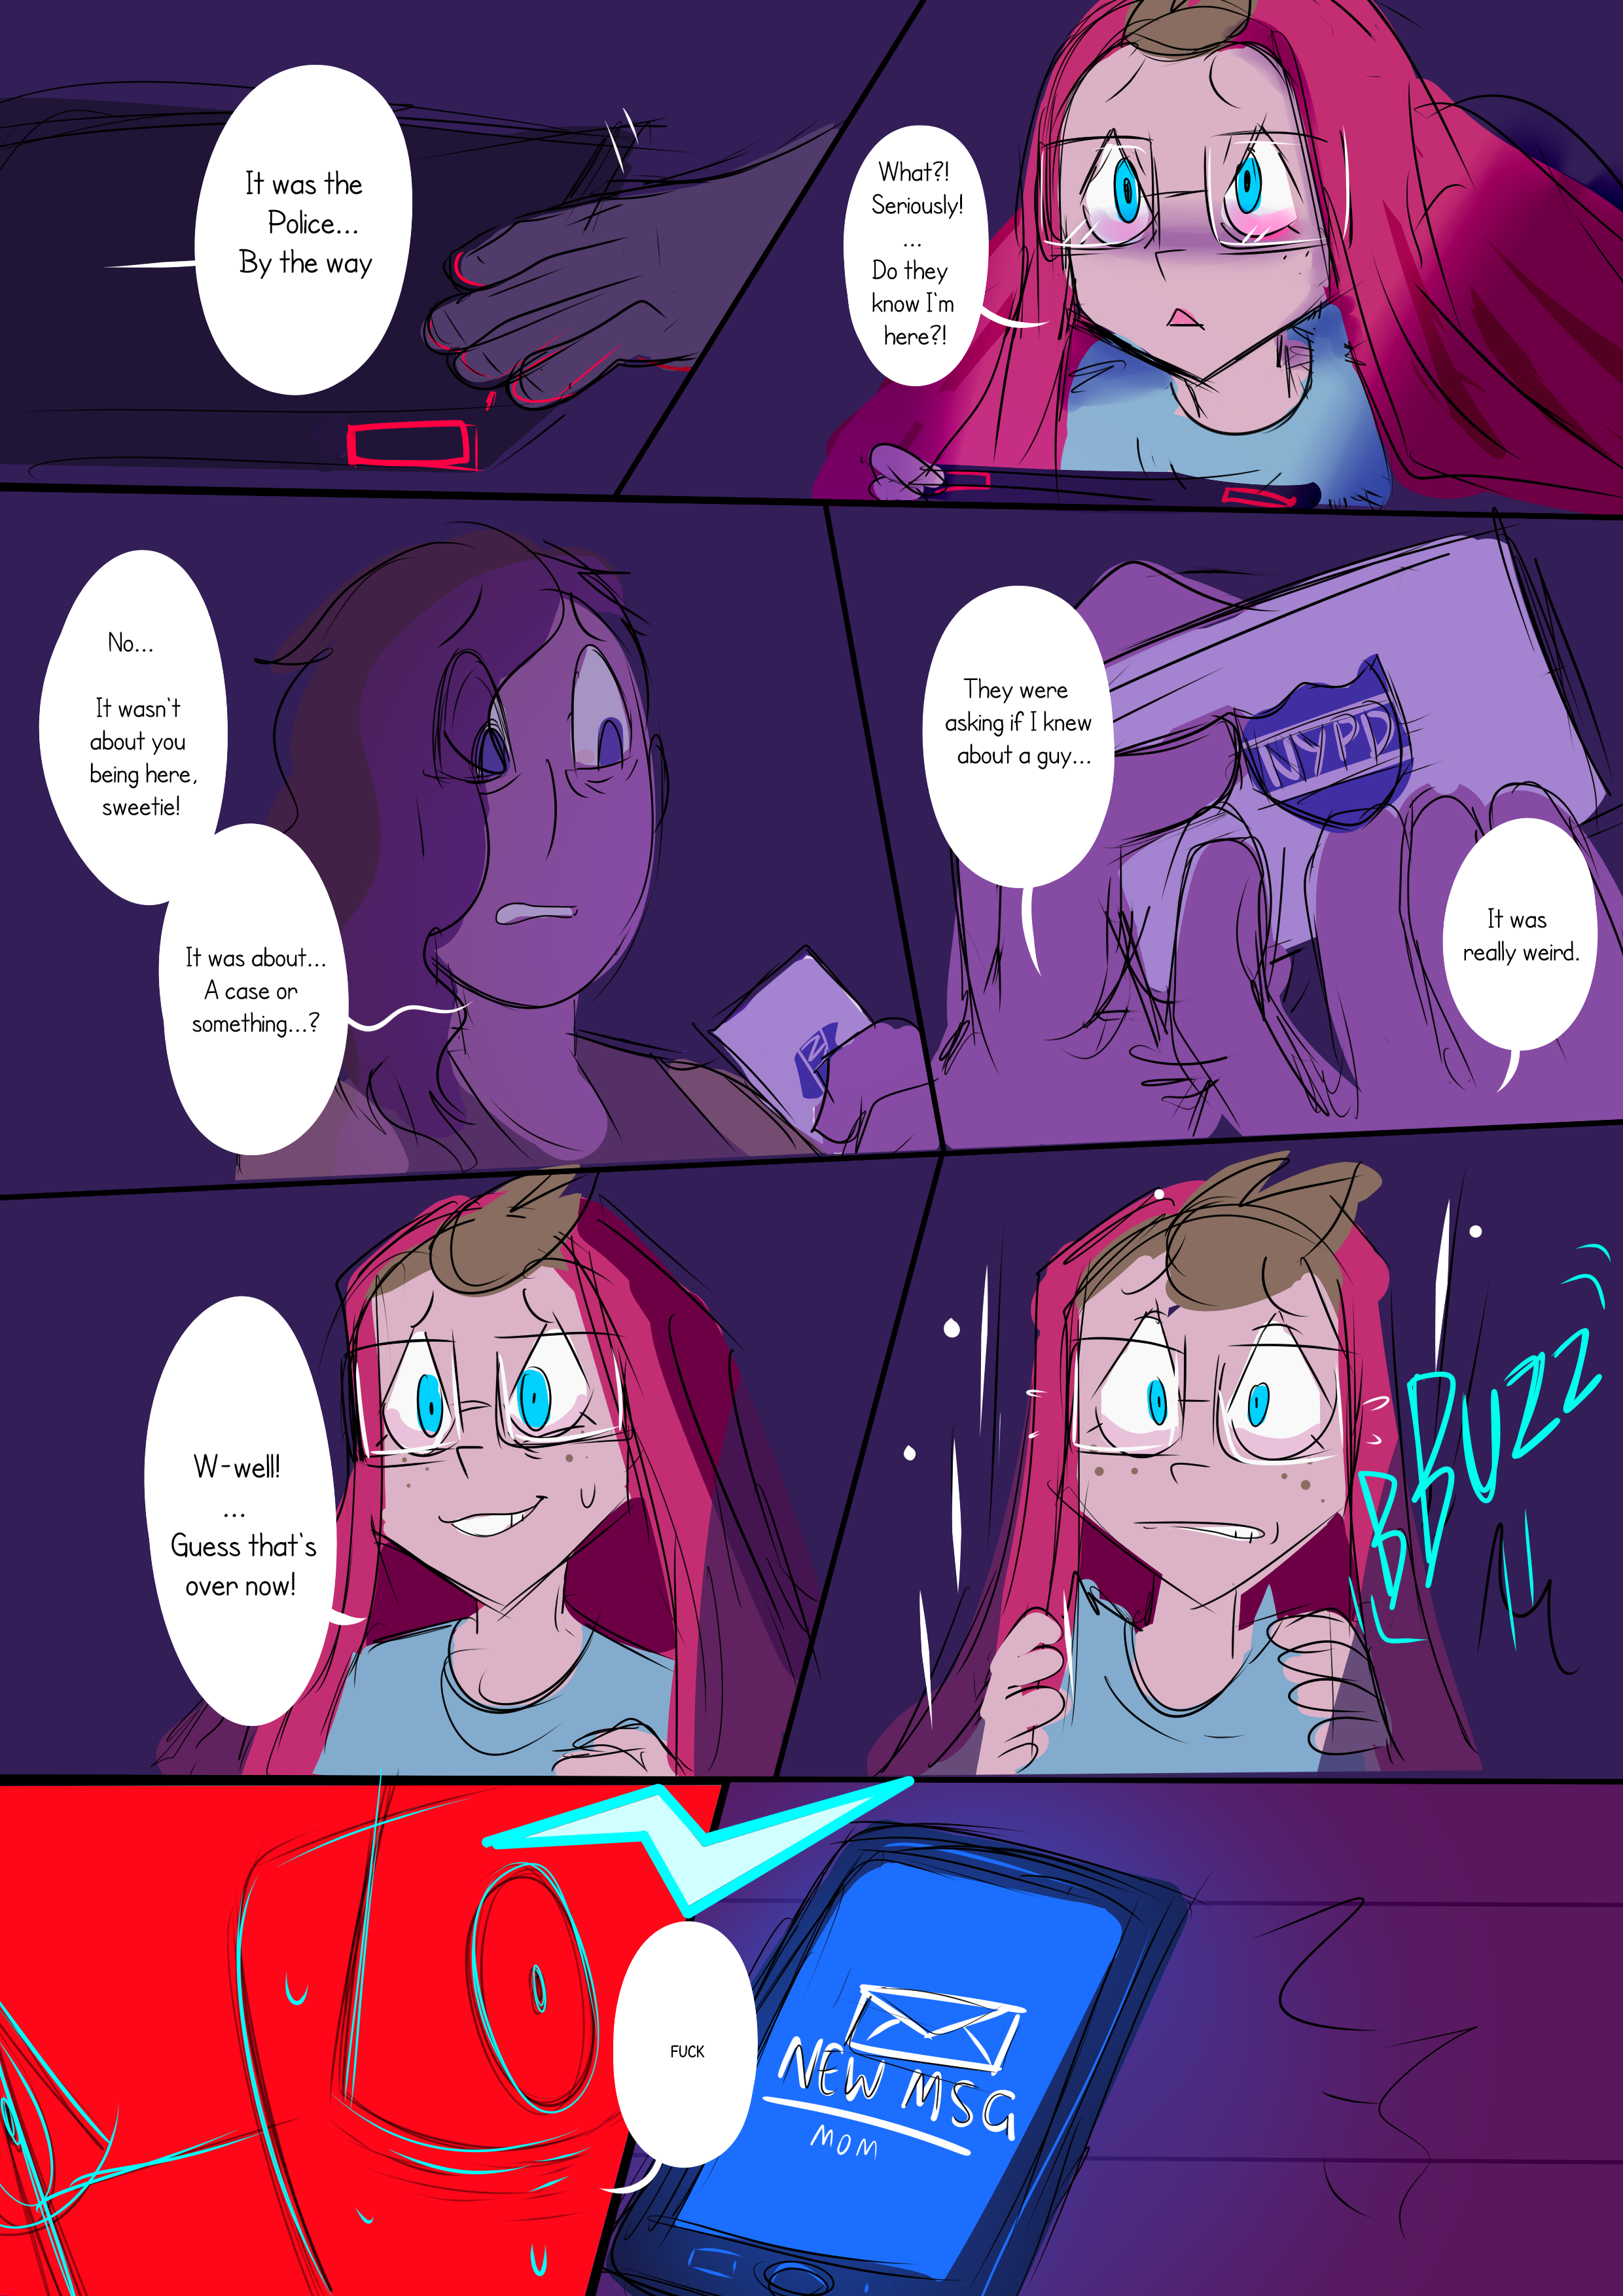 It was the
Police...
By the way
What?!
Seriously!
...
Do they
know I'm
here?!
No...
It wasn't
about you
being here,
sweetie!
It was about...
A case or
something...?
They were
asking if I knew
about a guy...
NYPD
It was
really weird.
W-well!
...
Guess that's
over now!
BBUZZ
FUCK
NEW MSG
MOM